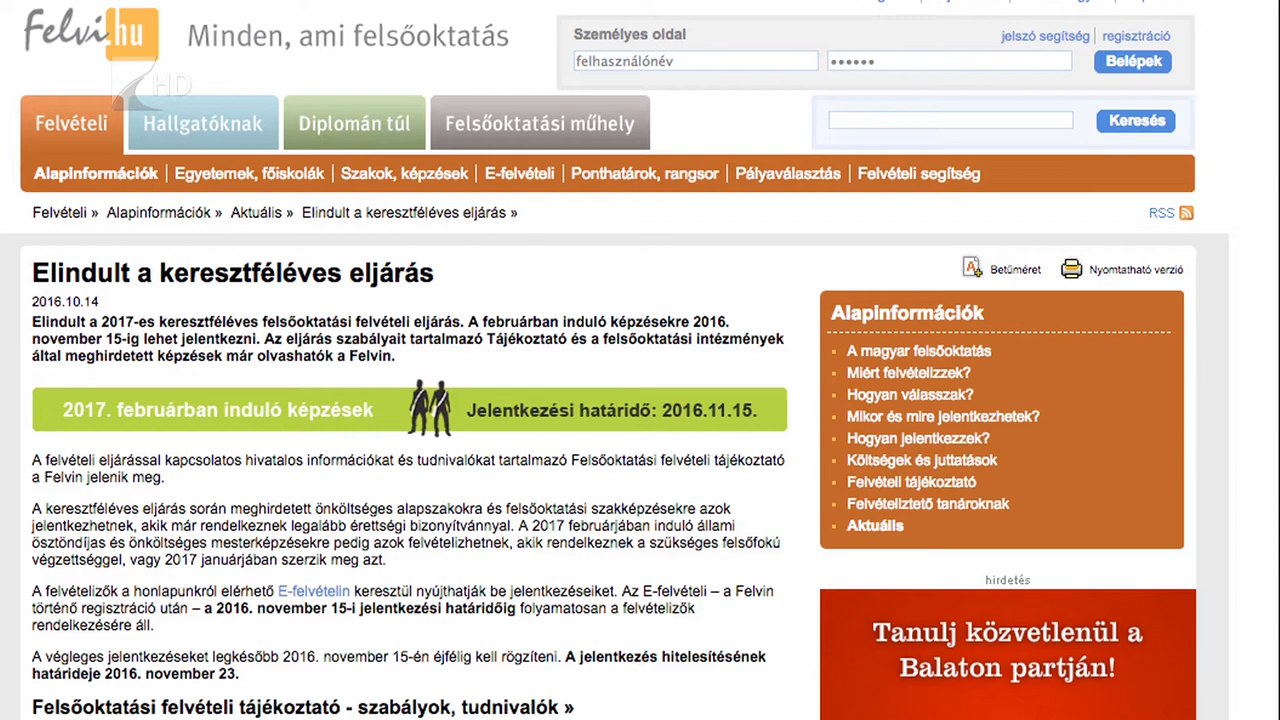 Felvi.hu
Minden, ami felsőoktatás
Személyes oldal
jelszó segítség
regisztráció
felhasználónév
••••••
Belépek
HD
Felvételi
Hallgatóknak
Diplomán túl
Felsőoktatási műhely
Keresés
Alapinformációk | Egyetemek, főiskolák | Szakok, képzések | E-felvételi | Ponthatárok, rangsor | Pályaválasztás | Felvételi segítség
Felvételi » Alapinformációk » Aktuális » Elindult a keresztféléves eljárás »
RSS
Elindult a keresztféléves eljárás
Betűméret
Nyomtatható verzió
2016.10.14
Elindult a 2017-es keresztféléves felsőoktatási felvételi eljárás. A februárban induló képzésekre 2016.
november 15-ig lehet jelentkezni. Az eljárás szabályait tartalmazó Tájékoztató és a felsőoktatási intézmények
által meghirdetett képzések már olvashatók a Felvin.
2017. februárban induló képzések
Jelentkezési határidő: 2016.11.15.
A felvételi eljárással kapcsolatos hivatalos információkat és tudnivalókat tartalmazó Felsőoktatási felvételi tájékoztató
a Felvin jelenik meg.
A keresztféléves eljárás során meghirdetett önköltséges alapszakokra és felsőoktatási szakképzésekre azok
jelentkezhetnek, akik már rendelkeznek legalább érettségi bizonyítvánnyal. A 2017 februárjában induló állami
ösztöndíjas és önköltséges mesterképzésekre pedig azok felvételizhetnek, akik rendelkeznek a szükséges felsőfokú
végzettséggel, vagy 2017 januárjában szerzik meg azt.
A felvételizők a honlapunkról elérhető E-felvételin keresztül nyújthatják be jelentkezéseiket. Az E-felvételi – a Felvin
történő regisztráció után – a 2016. november 15-i jelentkezési határidőig folyamatosan a felvételizők
rendelkezésére áll.
A végleges jelentkezéseket legkésőbb 2016. november 15-én éjfélig kell rögzíteni. A jelentkezés hitelesítésének
határideje 2016. november 23.
Felsőoktatási felvételi tájékoztató - szabályok, tudnivalók »
Alapinformációk
A magyar felsőoktatás
Miért felvételizzek?
Hogyan válasszak?
Mikor és mire jelentkezhetek?
Hogyan jelentkezzek?
Költségek és juttatások
Felvételi tájékoztató
Felvételiztető tanároknak
Aktuális
hirdetés
Tanulj közvetlenül a
Balaton partján!